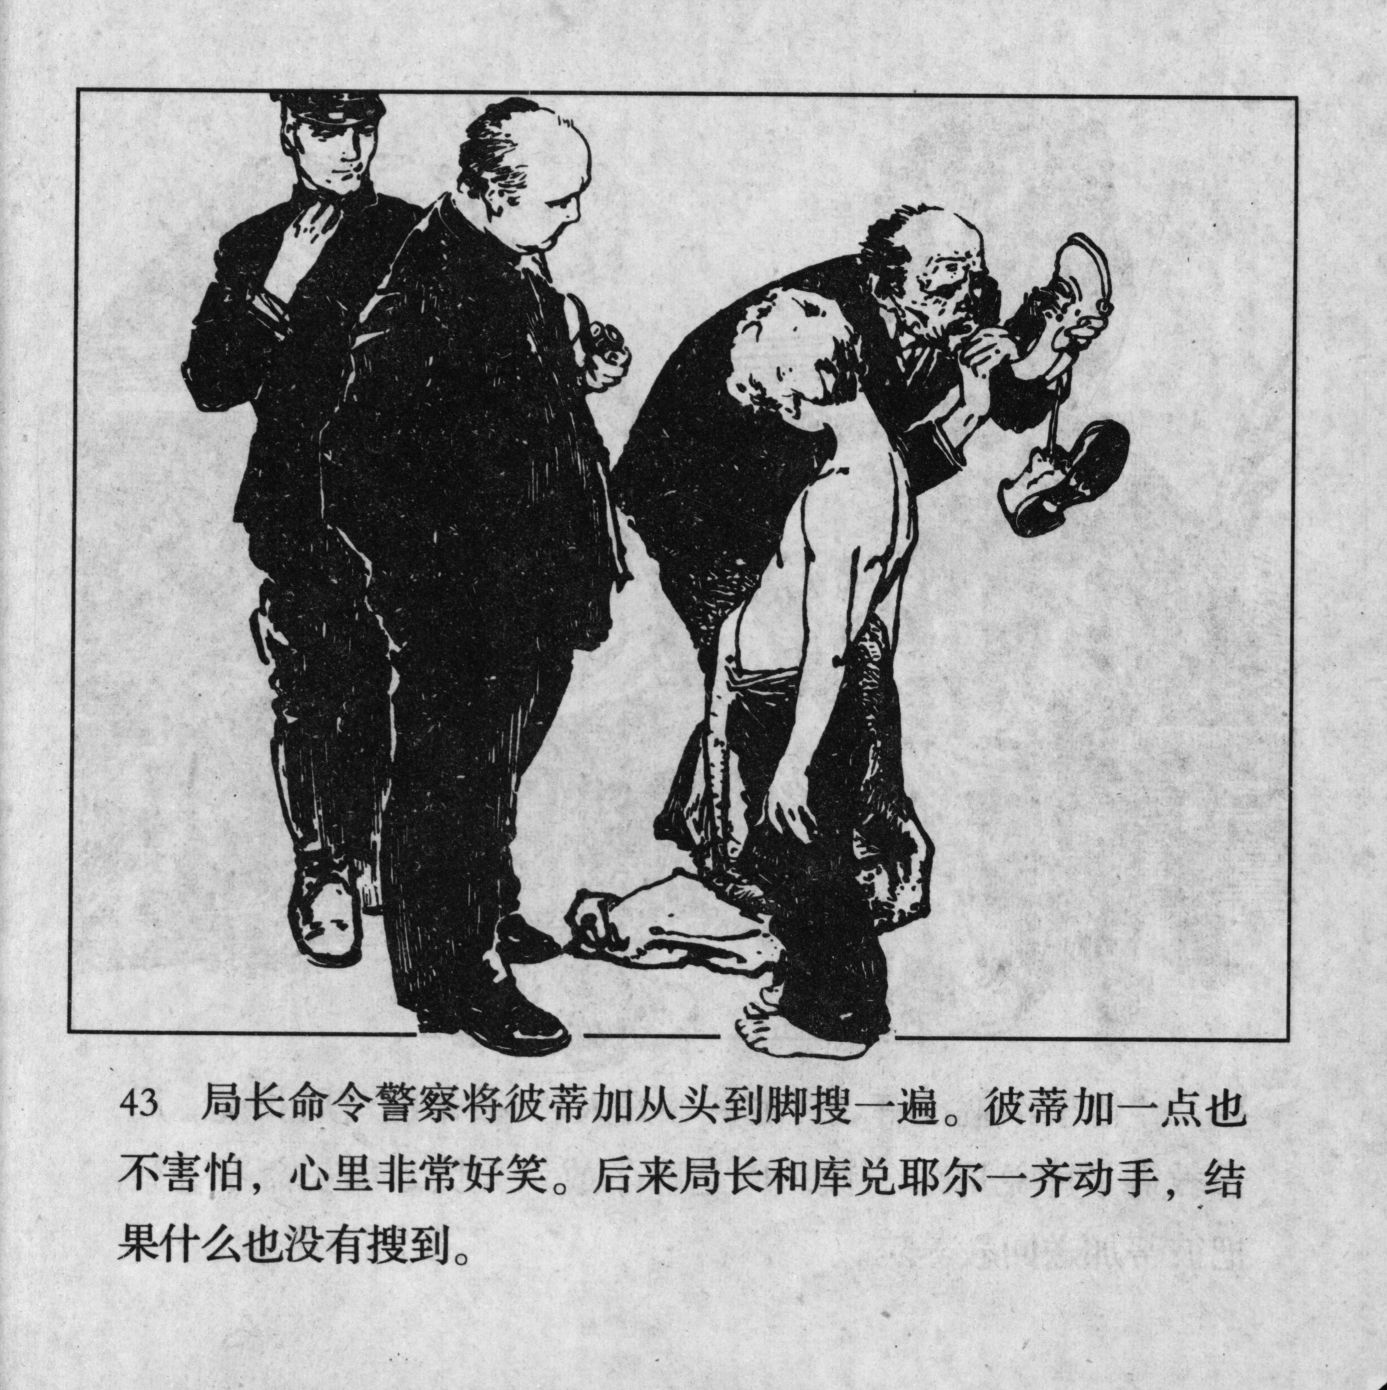 43 局长命令警察将彼蒂加从头到脚搜一遍。彼蒂加一点也
不害怕，心里非常好笑。后来局长和库兑耶尔一齐动手，结
果什么也没有搜到。